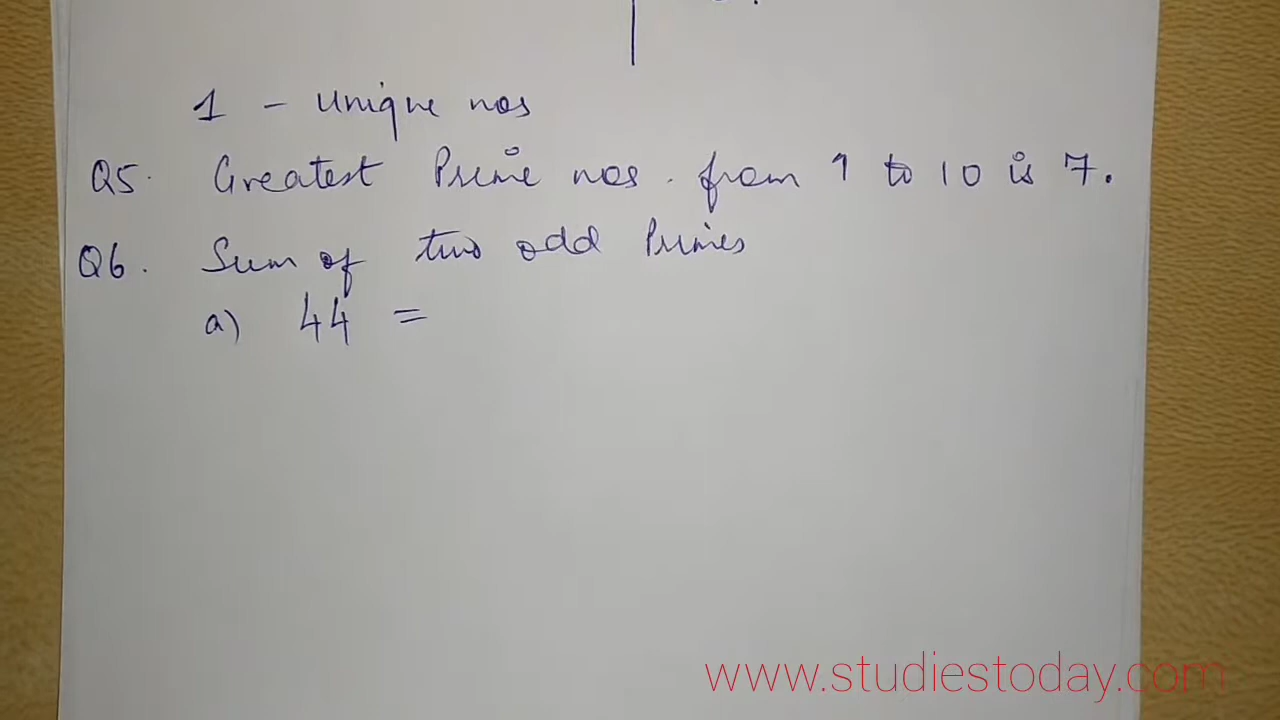 1 - Unique nos
Q5. Greatest Prime nos. from 1 to 10 is 7.
Q6. Sum of two odd Primes
a) 44 =
www.studiestoday.com